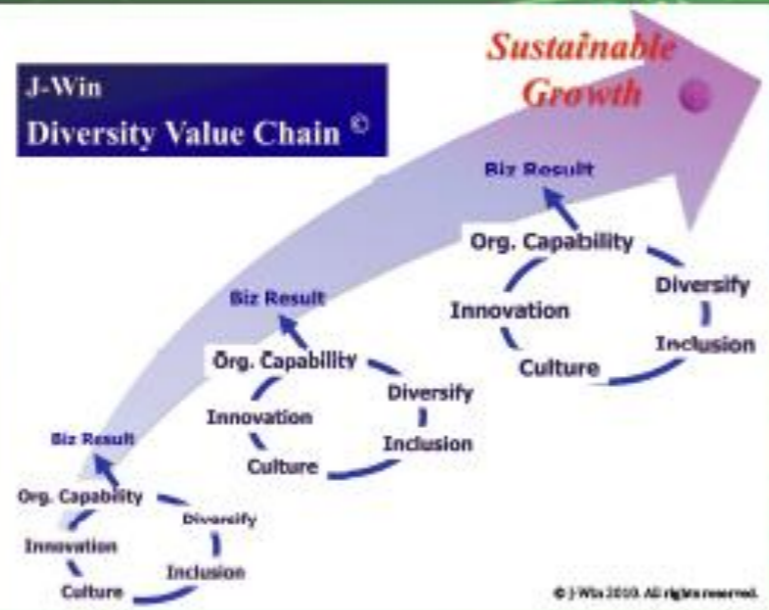 J-Win
Diversity Value Chain ©
Sustainable
Growth
Biz Result
Org. Capability
Diversify
Innovation
Inclusion
Culture
Biz Result
Org. Capability
Diversify
Innovation
Inclusion
Culture
Biz Result
Org. Capability
Diversify
Innovation
Inclusion
Culture
© J-Win 2010. All rights reserved.